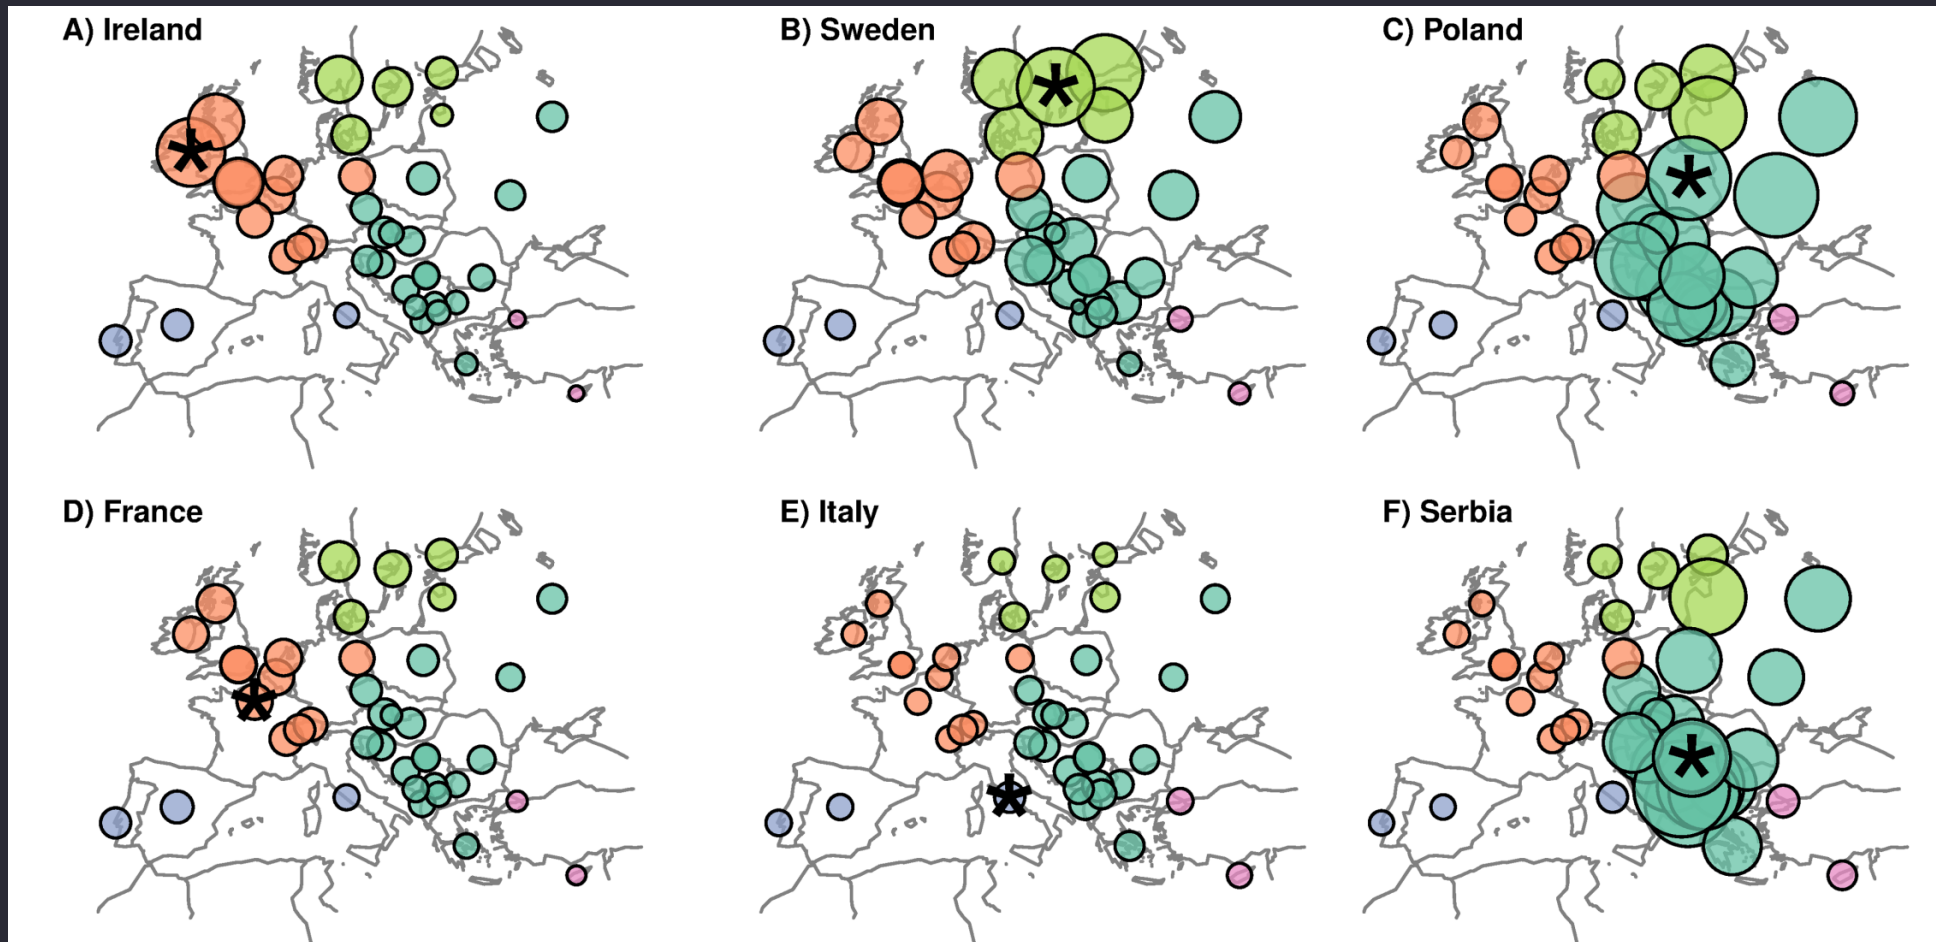 A) Ireland
B) Sweden
C) Poland
D) France
E) Italy
F) Serbia